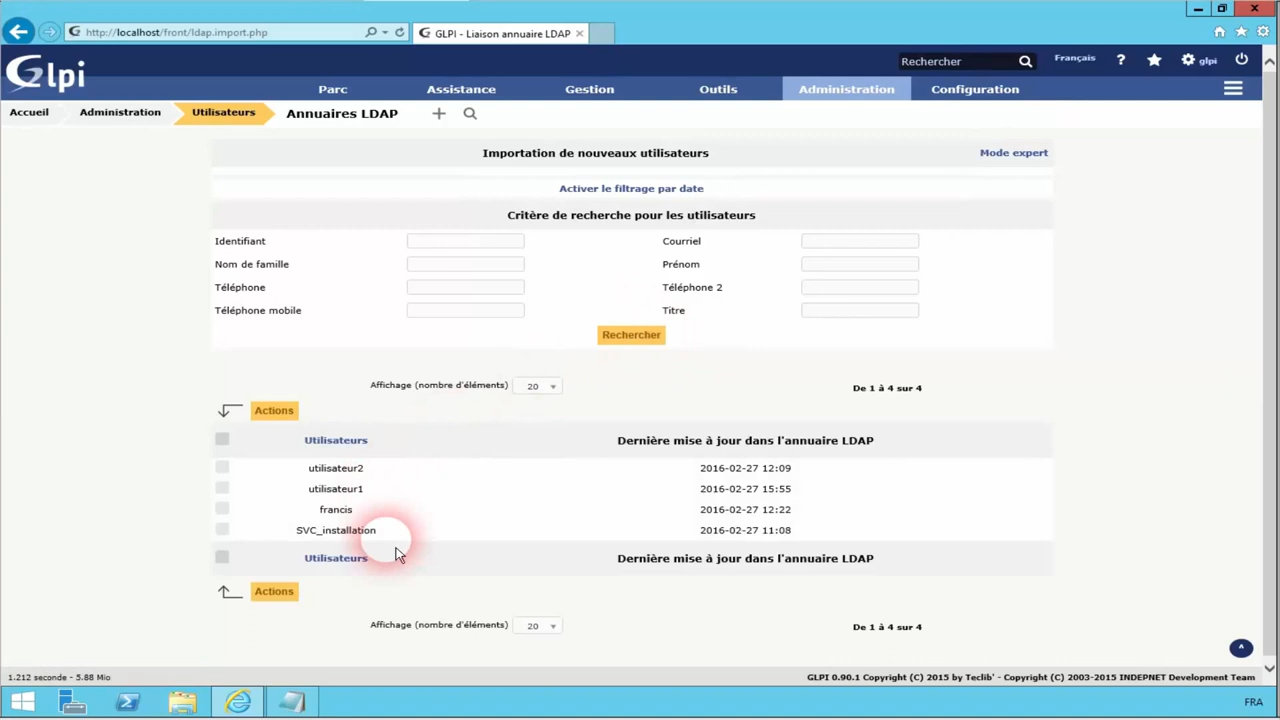 http://localhost/front/ldap.import.php
GLPI - Liaison annuaire LDAP
Glpi
Rechercher
Français
?
glpi
Parc
Assistance
Gestion
Outils
Administration
Configuration
Accueil
Administration
Utilisateurs
Annuaires LDAP
Importation de nouveaux utilisateurs
Mode expert
Activer le filtrage par date
Critère de recherche pour les utilisateurs
Identifiant
Courriel
Nom de famille
Prénom
Téléphone
Téléphone 2
Téléphone mobile
Titre
Rechercher
Affichage (nombre d'éléments) 20
De 1 à 4 sur 4
Actions
Utilisateurs
Dernière mise à jour dans l'annuaire LDAP
utilisateur2
2016-02-27 12:09
utilisateur1
2016-02-27 15:55
francis
2016-02-27 12:22
SVC_installation
2016-02-27 11:08
Utilisateurs
Dernière mise à jour dans l'annuaire LDAP
Actions
Affichage (nombre d'éléments) 20
De 1 à 4 sur 4
1.212 seconde - 5.88 Mio
GLPI 0.90.1 Copyright (C) 2015 by Teclib' - Copyright (C) 2003-2015 INDEPNET Development Team
FRA